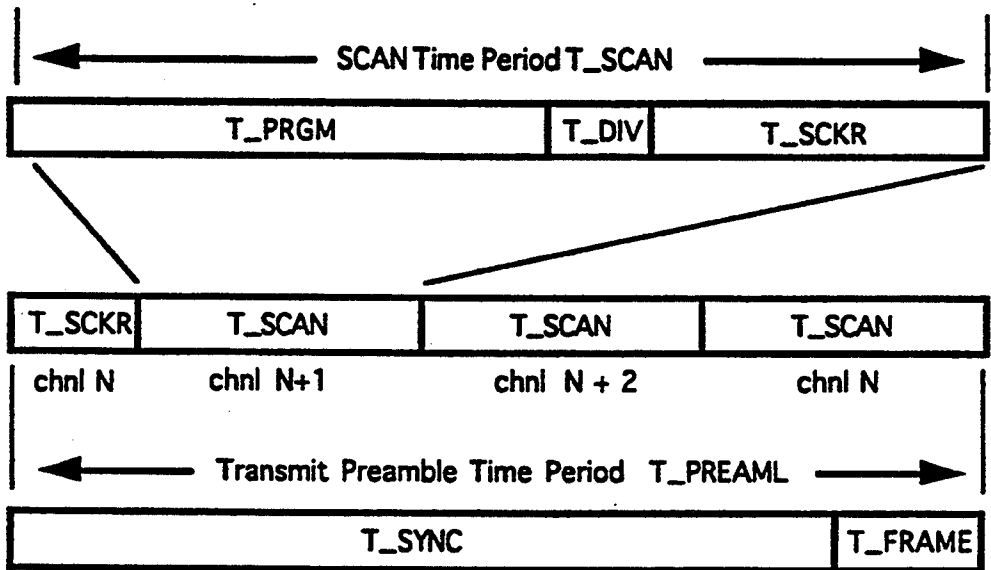 SCAN Time Period T_SCAN
T_PRGM T_DIV T_SCKR
T_SCKR T_SCAN T_SCAN T_SCAN
chnl N chnl N+1 chnl N + 2 chnl N
Transmit Preamble Time Period T_PREAML
T_SYNC T_FRAME